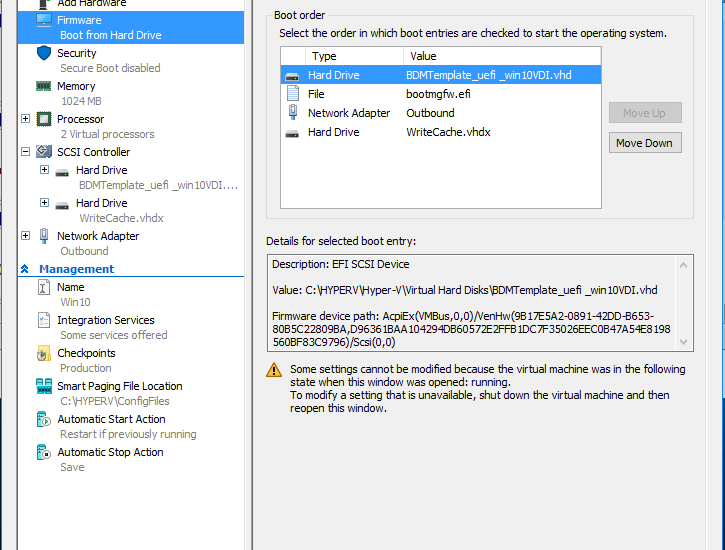 Add Hardware
Firmware
Boot from Hard Drive
Security
Secure Boot disabled
Memory
1024 MB
Processor
2 Virtual processors
SCSI Controller
Hard Drive
BDMTemplate_uefi _win10VDI....
Hard Drive
WriteCache.vhdx
Network Adapter
Outbound
Management
Name
Win10
Integration Services
Some services offered
Checkpoints
Production
Smart Paging File Location
C:\HYPERV\ConfigFiles
Automatic Start Action
Restart if previously running
Automatic Stop Action
Save
Boot order
Select the order in which boot entries are checked to start the operating system.
Type Value
Hard Drive BDMTemplate_uefi _win10VDI.vhd
File bootmgfw.efi
Network Adapter Outbound
Hard Drive WriteCache.vhdx
Move Up
Move Down
Details for selected boot entry:
Description: EFI SCSI Device
Value: C:\HYPERV\Hyper-V\Virtual Hard Disks\BDMTemplate_uefi _win10VDI.vhd
Firmware device path: AcpiEx(VMBus,0,0)/VenHw(9B17E5A2-0891-42DD-B653-
80B5C22809BA,D96361BAA104294DB60572E2FFB1DC7F35026EEC0B47A54E8198
560BF83C9796)/Scsi(0,0)
Some settings cannot be modified because the virtual machine was in the following
state when this window was opened: running.
To modify a setting that is unavailable, shut down the virtual machine and then
reopen this window.